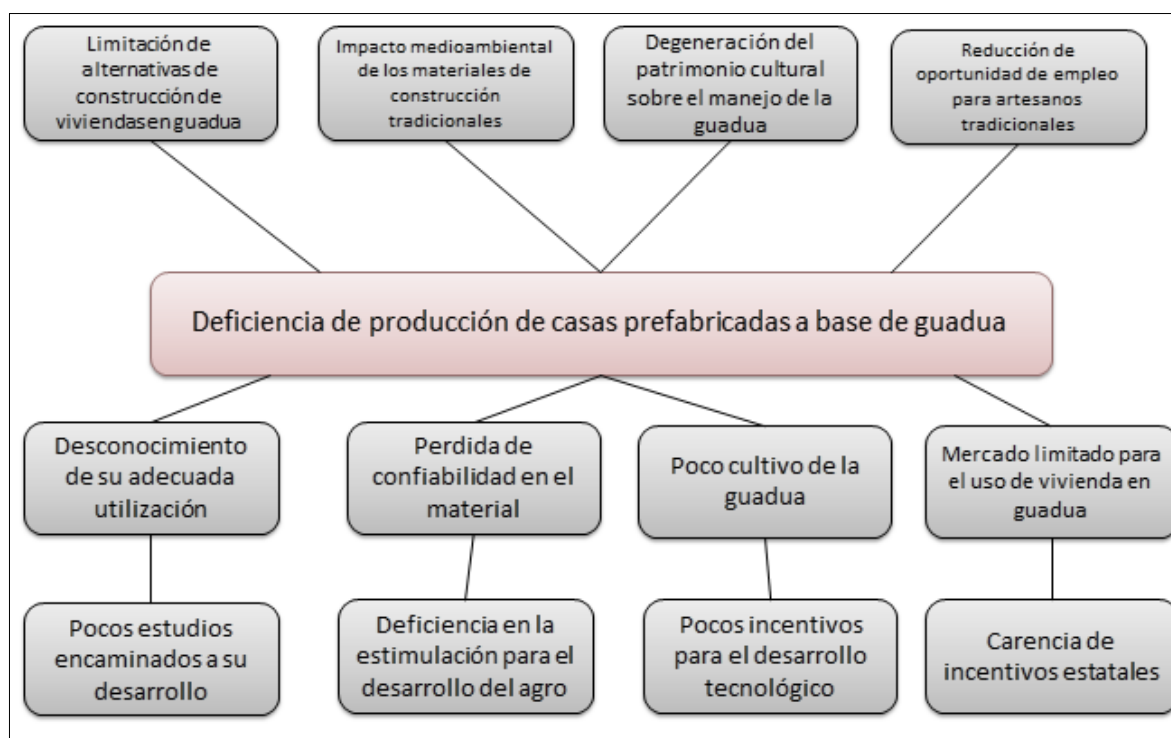 Limitación de
alternativas de
construcción de
viviendas en guadua
Impacto medioambiental
de los materiales de
construcción
tradicionales
Degeneración del
patrimonio cultural
sobre el manejo de la
guadua
Reducción de
oportunidad de empleo
para artesanos
tradicionales
Deficiencia de producción de casas prefabricadas a base de guadua
Desconocimiento
de su adecuada
utilización
Perdida de
confiabilidad en el
material
Poco cultivo de la
guadua
Mercado limitado para
el uso de vivienda en
guadua
Pocos estudios
encaminados a su
desarrollo
Deficiencia en la
estimulación para el
desarrollo del agro
Pocos incentivos
para el desarrollo
tecnológico
Carencia de
incentivos estatales